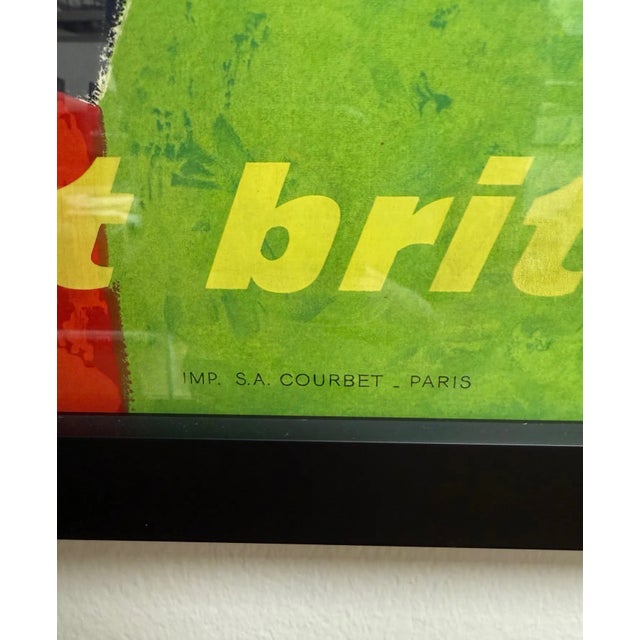 t brit
IMP. S.A. COURBET _ PARIS